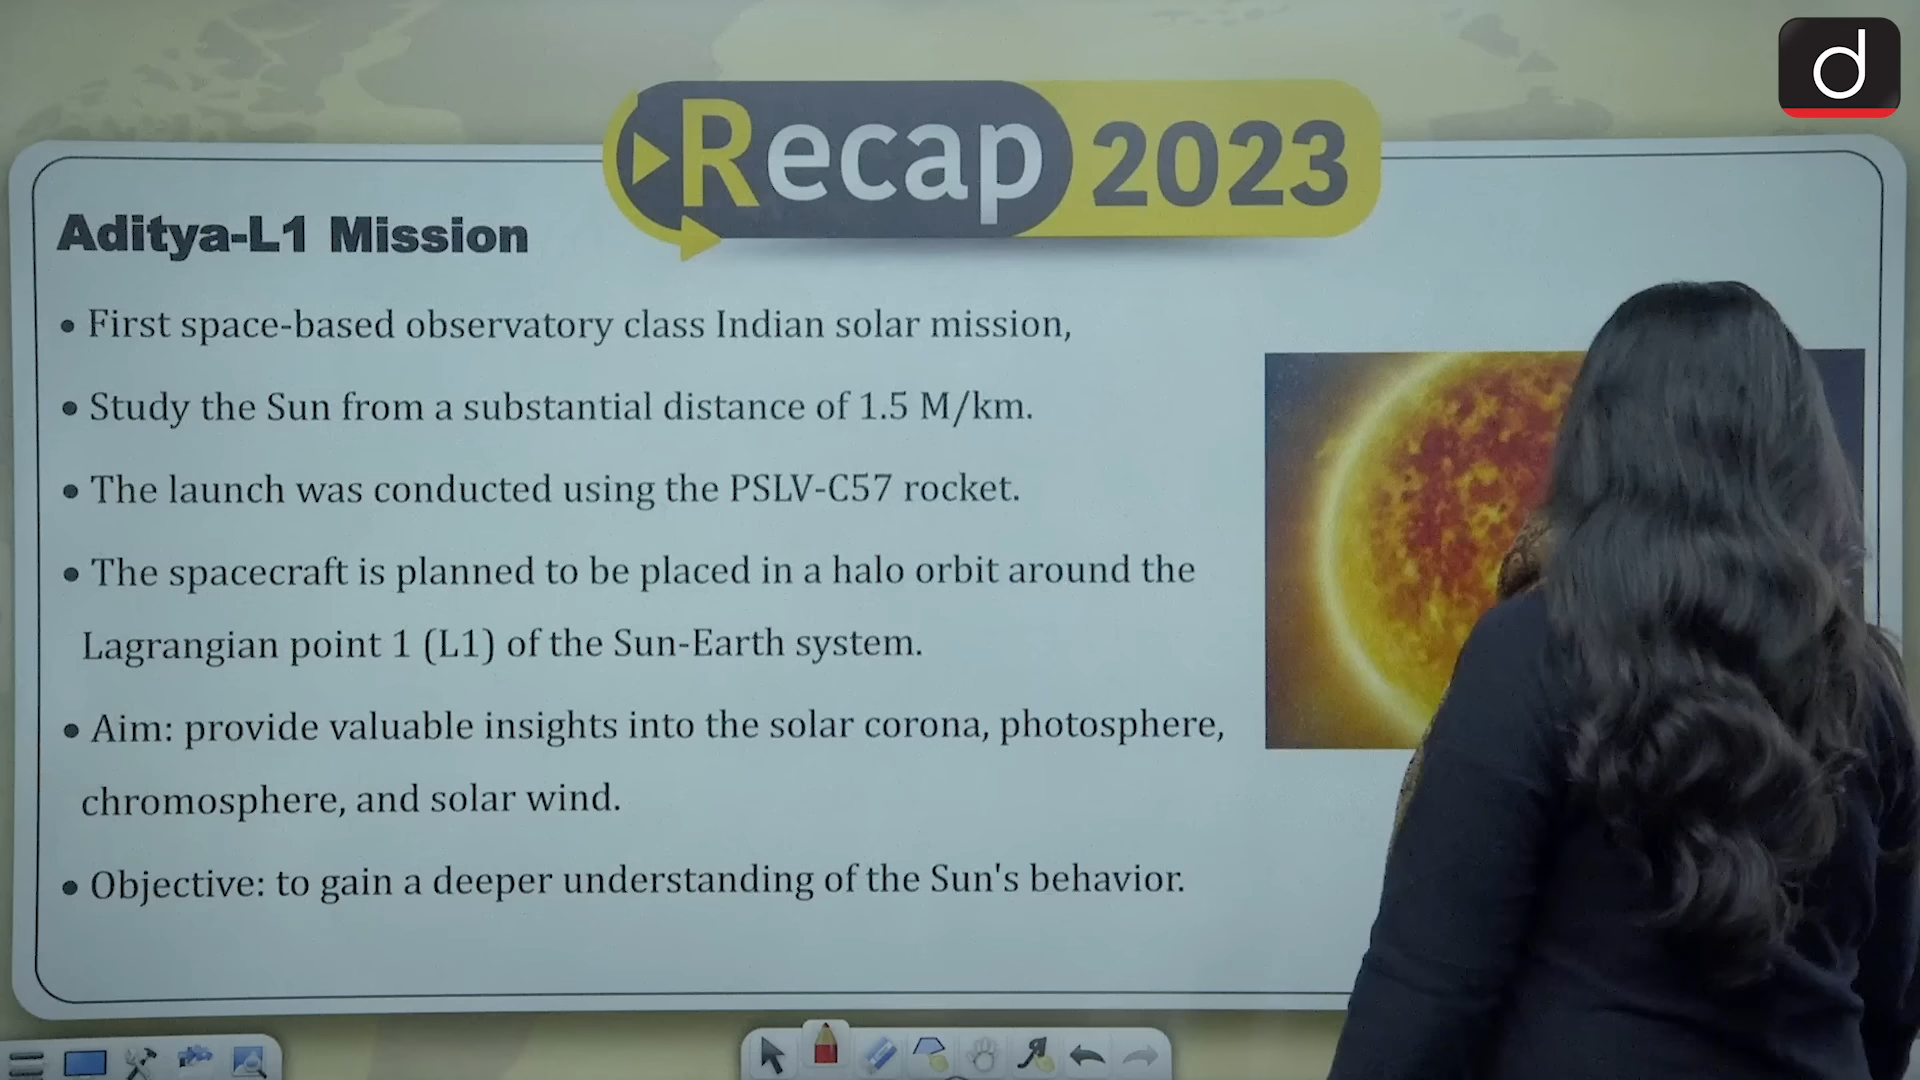 d
Recap 2023
Aditya-L1 Mission
• First space-based observatory class Indian solar mission,
• Study the Sun from a substantial distance of 1.5 M/km.
• The launch was conducted using the PSLV-C57 rocket.
• The spacecraft is planned to be placed in a halo orbit around the
Lagrangian point 1 (L1) of the Sun-Earth system.
• Aim: provide valuable insights into the solar corona, photosphere,
chromosphere, and solar wind.
• Objective: to gain a deeper understanding of the Sun's behavior.